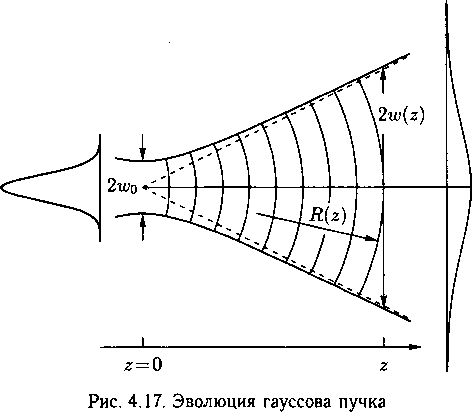 2w(z)
2w₀
R(z)
z=0
z
Рис. 4.17. Эволюция гауссова пучка